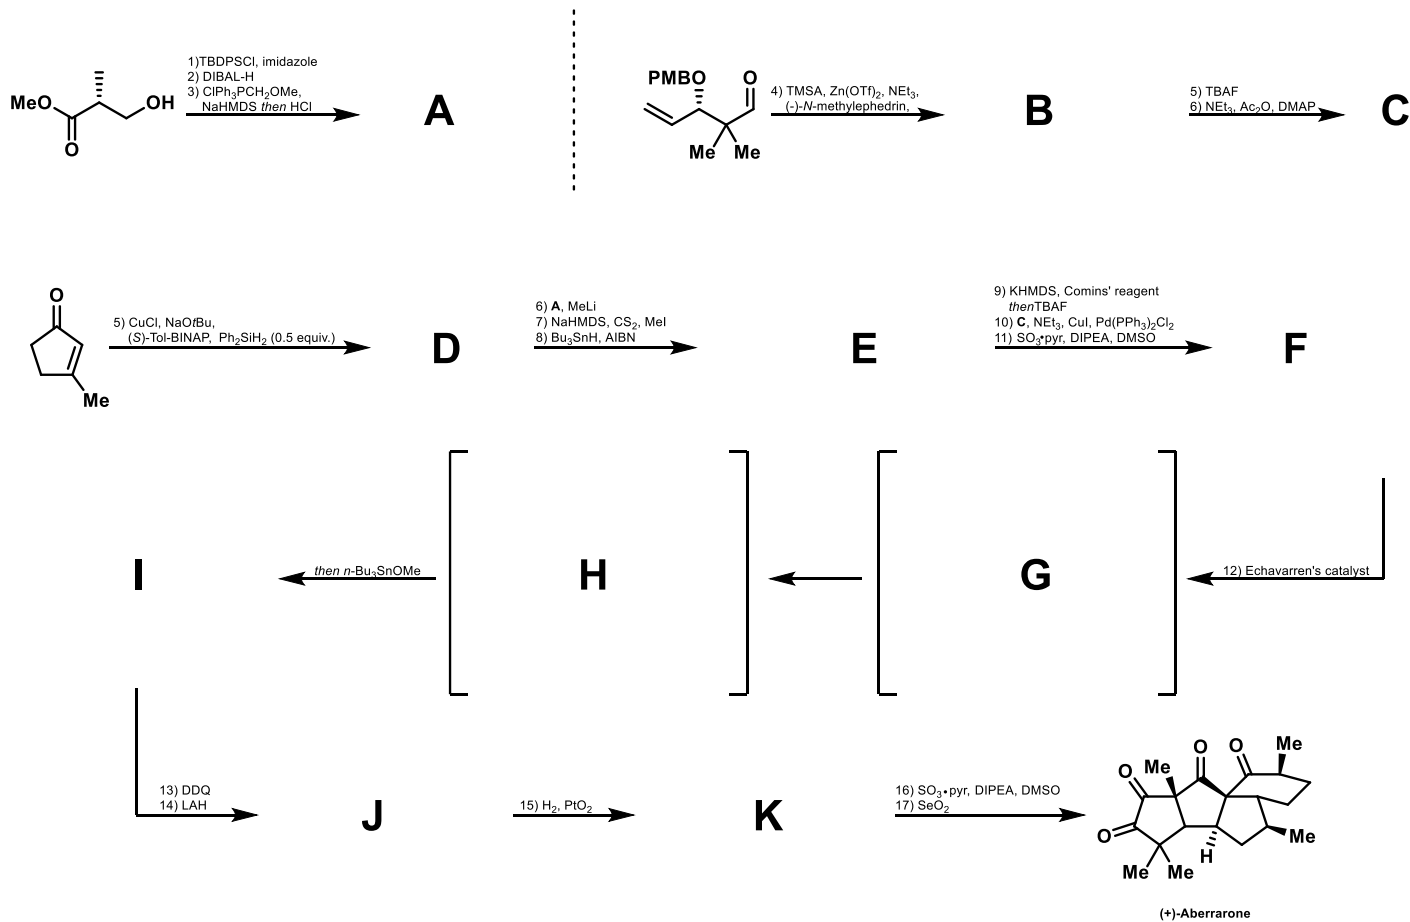 1)TBDPSCl, imidazole
2) DIBAL-H
3) ClPh3PCH2OMe,
NaHMDS then HCl
MeO
OH
O
A
PMBO
O
Me
Me
4) TMSA, Zn(OTf)2, NEt3,
(-)-N-methylephedrin,
B
5) TBAF
6) NEt3, Ac2O, DMAP
C
O
Me
5) CuCl, NaOtBu,
(S)-Tol-BINAP, Ph2SiH2 (0.5 equiv.)
D
6) A, MeLi
7) NaHMDS, CS2, MeI
8) Bu3SnH, AIBN
E
9) KHMDS, Comins' reagent
thenTBAF
10) C, NEt3, CuI, Pd(PPh3)2Cl2
11) SO3•pyr, DIPEA, DMSO
F
I
then n-Bu3SnOMe
H
G
12) Echavarren's catalyst
13) DDQ
14) LAH
J
15) H2, PtO2
K
16) SO3•pyr, DIPEA, DMSO
17) SeO2
O
O
Me
O
O
Me
Me
H
Me
Me
(+)-Aberrarone